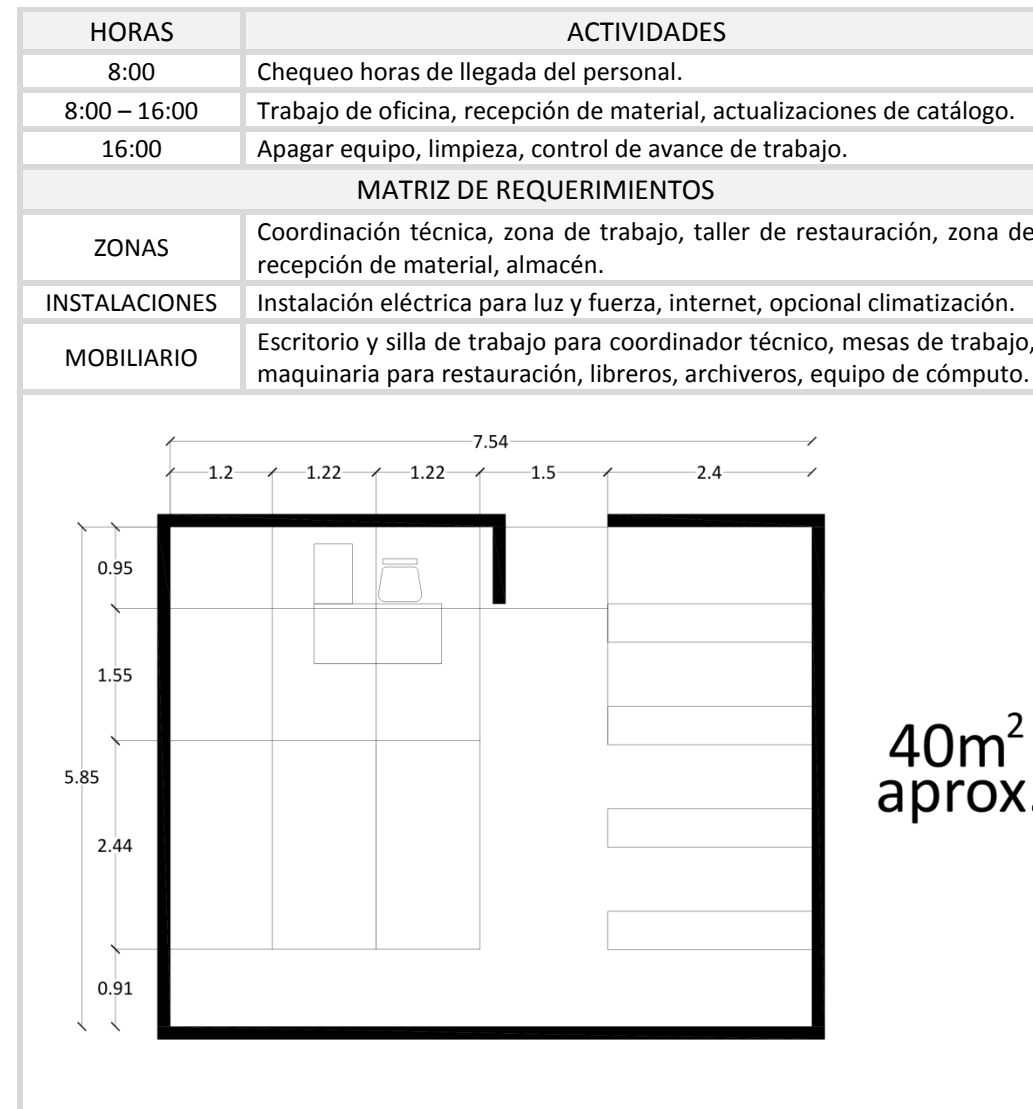 HORAS ACTIVIDADES
8:00 Chequeo horas de llegada del personal.
8:00 – 16:00 Trabajo de oficina, recepción de material, actualizaciones de catálogo.
16:00 Apagar equipo, limpieza, control de avance de trabajo.
MATRIZ DE REQUERIMIENTOS
ZONAS Coordinación técnica, zona de trabajo, taller de restauración, zona de
recepción de material, almacén.
INSTALACIONES Instalación eléctrica para luz y fuerza, internet, opcional climatización.
MOBILIARIO Escritorio y silla de trabajo para coordinador técnico, mesas de trabajo,
maquinaria para restauración, libreros, archiveros, equipo de cómputo.
7.54
1.2 1.22 1.22 1.5 2.4
0.95
1.55
5.85
2.44
0.91
40m²
aprox.